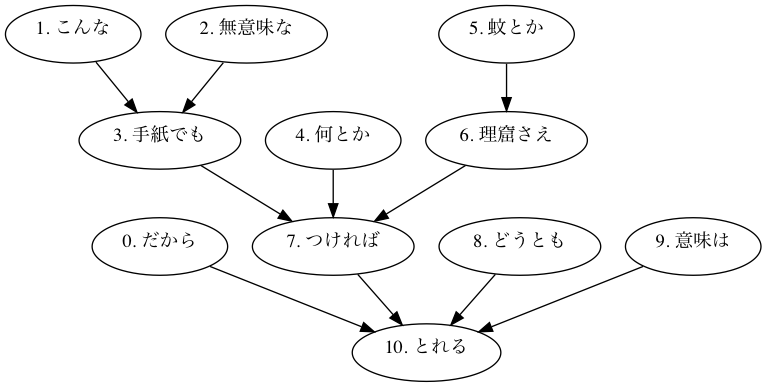 1. こんな
2. 無意味な
5. 蚊とか
3. 手紙でも
4. 何とか
6. 理窟さえ
0. だから
7. つければ
8. どうとも
9. 意味は
10. とれる